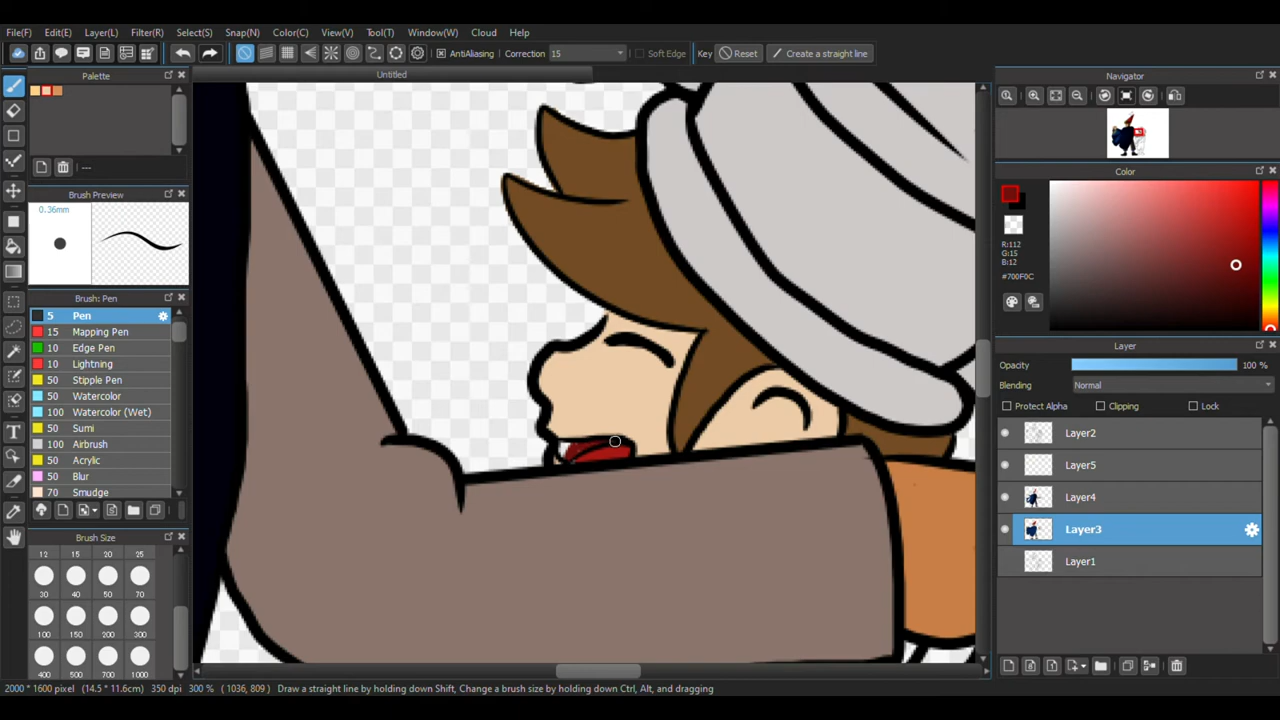 File(F) Edit(E) Layer(L) Filter(R) Select(S) Snap(N) Color(C) View(V) Tool(T) Window(W) Cloud Help
AntiAliasing Correction 15 Soft Edge Key Reset Create a straight line
Palette
Untitled
Navigator
---
Brush Preview
0.36mm
Color
R:112
G:15
B:12
#700F0C
Brush: Pen
5 Pen
15 Mapping Pen
10 Edge Pen
10 Lightning
50 Stipple Pen
50 Watercolor
100 Watercolor (Wet)
50 Sumi
100 Airbrush
50 Acrylic
50 Blur
70 Smudge
Brush Size
12 15 20 25
30 40 50 70
100 150 200 300
400 500 700 1000
Layer
Opacity 100 %
Blending Normal
Protect Alpha Clipping Lock
Layer2
Layer5
Layer4
Layer3
Layer1
2000 * 1600 pixel (14.5 * 11.6cm) 350 dpi 300 % ( 1036, 809 ) Draw a straight line by holding down Shift, Change a brush size by holding down Ctrl, Alt, and dragging